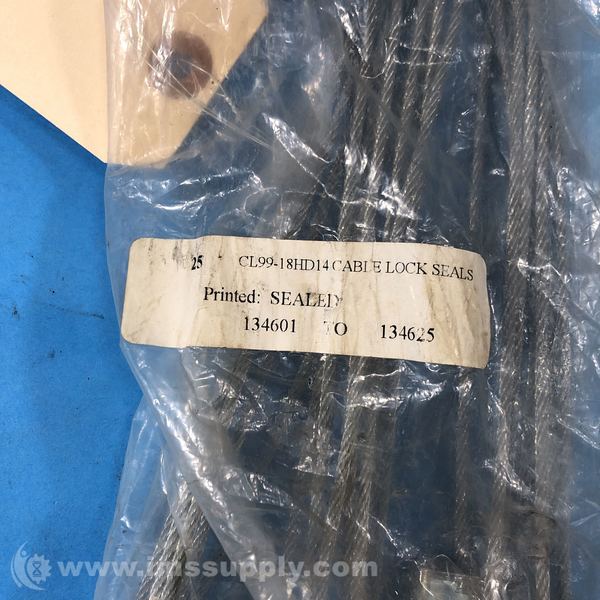 25 CL99-18HD14 CABLE LOCK SEALS
Printed: SEALED
134601 TO 134625
www.imssupply.com